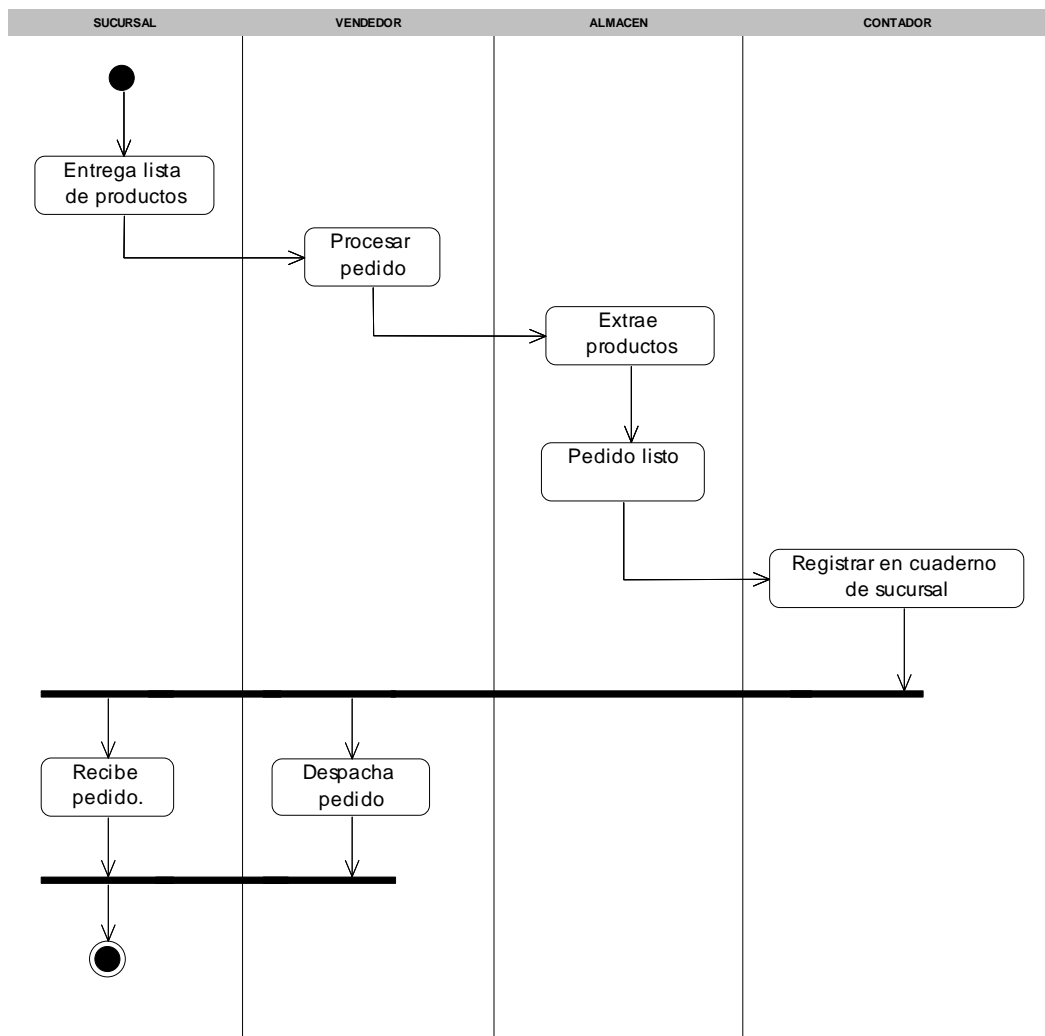 SUCURSAL VENDEDOR ALMACEN CONTADOR
Entrega lista
de productos
Procesar
pedido
Extrae
productos
Pedido listo
Registrar en cuaderno
de sucursal
Recibe
pedido.
Despacha
pedido